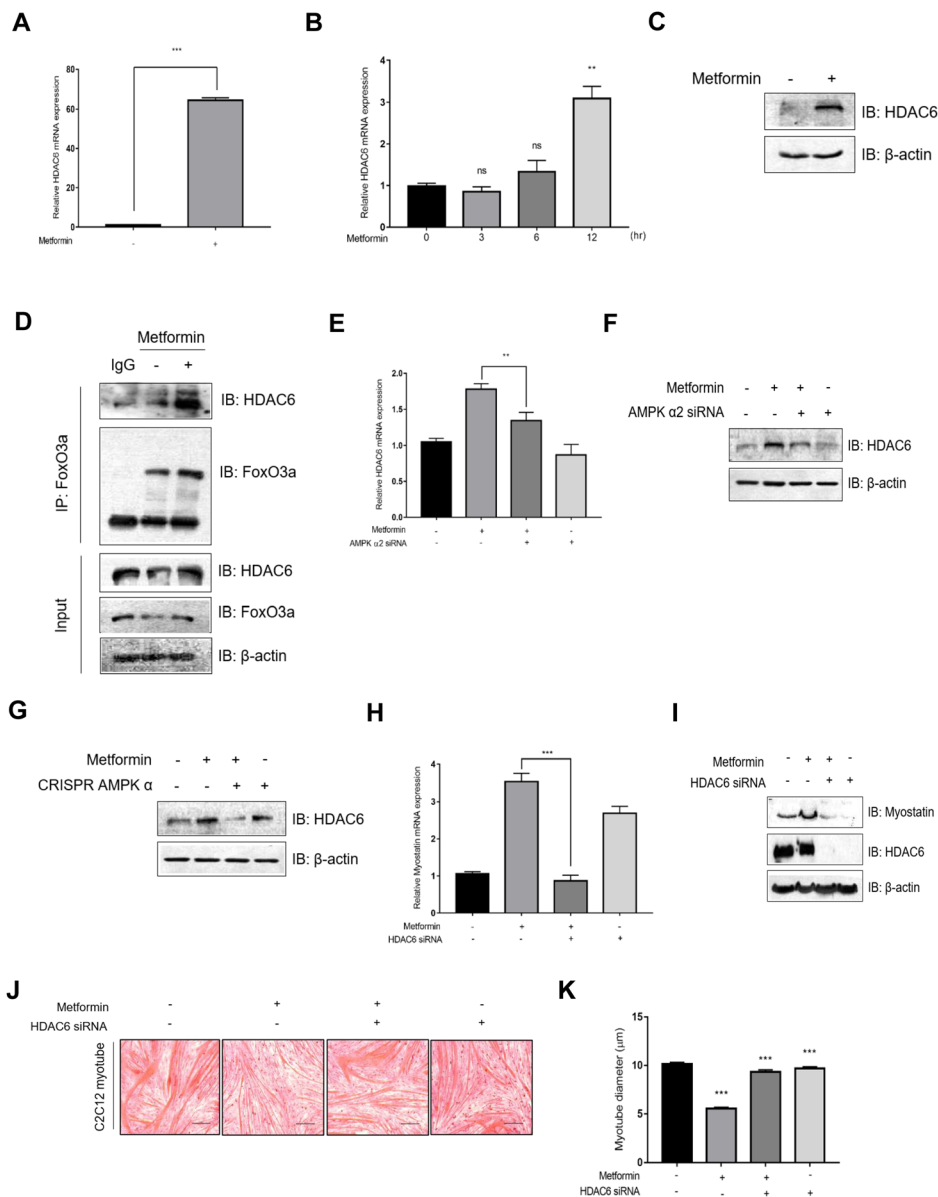 A
***
Relative HDAC6 mRNA expression
80
60
40
20
0
Metformin - +
B
Relative HDAC6 mRNA expression
4
3
2
1
0
ns
ns
**
Metformin 0 3 6 12 (hr)
C
Metformin - +
IB: HDAC6
IB: β-actin
D
Metformin
IgG - +
IP: FoxO3a
IB: HDAC6
IB: FoxO3a
Input
IB: HDAC6
IB: FoxO3a
IB: β-actin
E
**
Relative HDAC6 mRNA expression
2.0
1.5
1.0
0.5
0.0
Metformin - + + -
AMPK α2 siRNA - - + +
F
Metformin - + + -
AMPK α2 siRNA - - + +
IB: HDAC6
IB: β-actin
G
Metformin - + + -
CRISPR AMPK α - - + +
IB: HDAC6
IB: β-actin
H
***
Relative Myostatin mRNA expression
4
3
2
1
0
Metformin - + + -
HDAC6 siRNA - - + +
I
Metformin - + + -
HDAC6 siRNA - - + +
IB: Myostatin
IB: HDAC6
IB: β-actin
J
Metformin - + + -
HDAC6 siRNA - - + +
C2C12 myotube
K
Myotube diameter (μm)
15
10
5
0
***
***
***
Metformin - + + -
HDAC6 siRNA - - + +